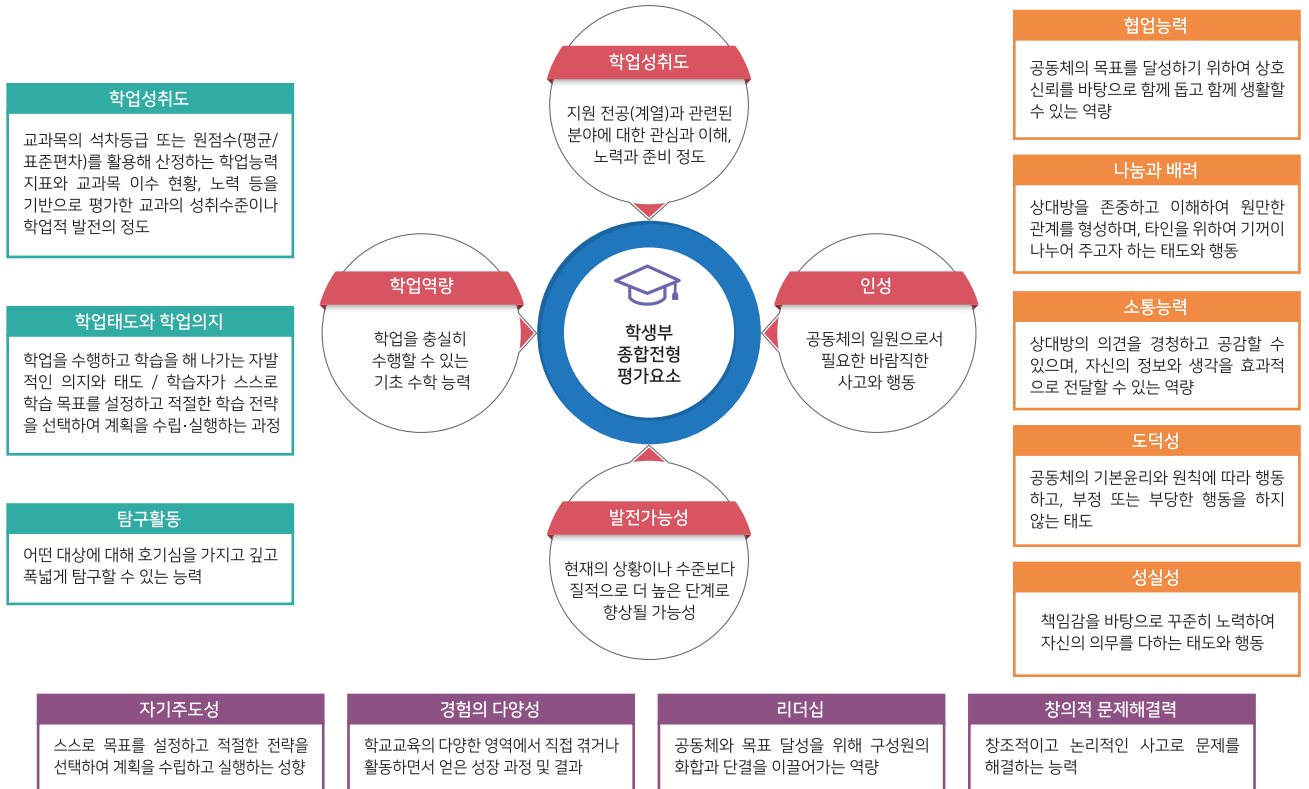 학업성취도
교과목의 석차등급 또는 원점수(평균/
표준편차)를 활용해 산정하는 학업능력
지표와 교과목 이수 현황, 노력 등을
기반으로 평가한 교과의 성취수준이나
학업적 발전의 정도
학업태도와 학업의지
학업을 수행하고 학습을 해 나가는 자발
적인 의지와 태도 / 학습자가 스스로
학습 목표를 설정하고 적절한 학습 전략
을 선택하여 계획을 수립·실행하는 과정
탐구활동
어떤 대상에 대해 호기심을 가지고 깊고
폭넓게 탐구할 수 있는 능력
학업성취도
지원 전공(계열)과 관련된
분야에 대한 관심과 이해,
노력과 준비 정도
학업역량
학업을 충실히
수행할 수 있는
기초 수학 능력
학생부
종합전형
평가요소
인성
공동체의 일원으로서
필요한 바람직한
사고와 행동
발전가능성
현재의 상황이나 수준보다
질적으로 더 높은 단계로
향상될 가능성
협업능력
공동체의 목표를 달성하기 위하여 상호
신뢰를 바탕으로 함께 돕고 함께 생활할
수 있는 역량
나눔과 배려
상대방을 존중하고 이해하여 원만한
관계를 형성하며, 타인을 위하여 기꺼이
나누어 주고자 하는 태도와 행동
소통능력
상대방의 의견을 경청하고 공감할 수
있으며, 자신의 정보와 생각을 효과적
으로 전달할 수 있는 역량
도덕성
공동체의 기본윤리와 원칙에 따라 행동
하고, 부정 또는 부당한 행동을 하지
않는 태도
성실성
책임감을 바탕으로 꾸준히 노력하여
자신의 의무를 다하는 태도와 행동
자기주도성
스스로 목표를 설정하고 적절한 전략을
선택하여 계획을 수립하고 실행하는 성향
경험의 다양성
학교교육의 다양한 영역에서 직접 겪거나
활동하면서 얻은 성장 과정 및 결과
리더십
공동체와 목표 달성을 위해 구성원의
화합과 단결을 이끌어가는 역량
창의적 문제해결력
창조적이고 논리적인 사고로 문제를
해결하는 능력